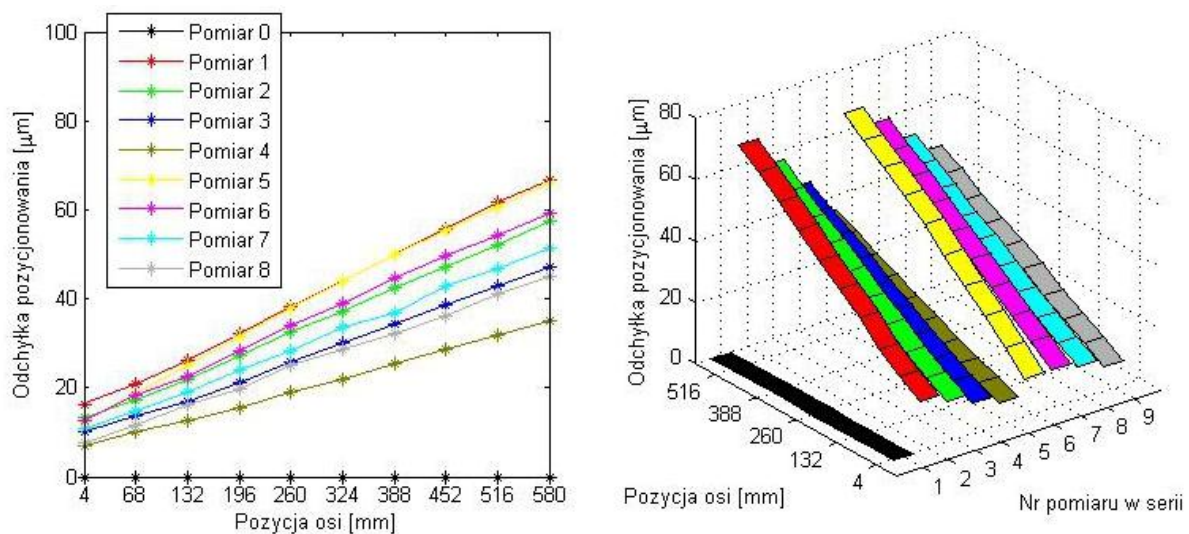 100
80
60
40
20
0
Odchyłka pozycjonowania [µm]
Pomiar 0
Pomiar 1
Pomiar 2
Pomiar 3
Pomiar 4
Pomiar 5
Pomiar 6
Pomiar 7
Pomiar 8
4 68 132 196 260 324 388 452 516 580
Pozycja osi [mm]
80
60
40
20
0
Odchyłka pozycjonowania [µm]
516
388
260
132
4
Pozycja osi [mm]
1 2 3 4 5 6 7 8 9
Nr pomiaru w serii